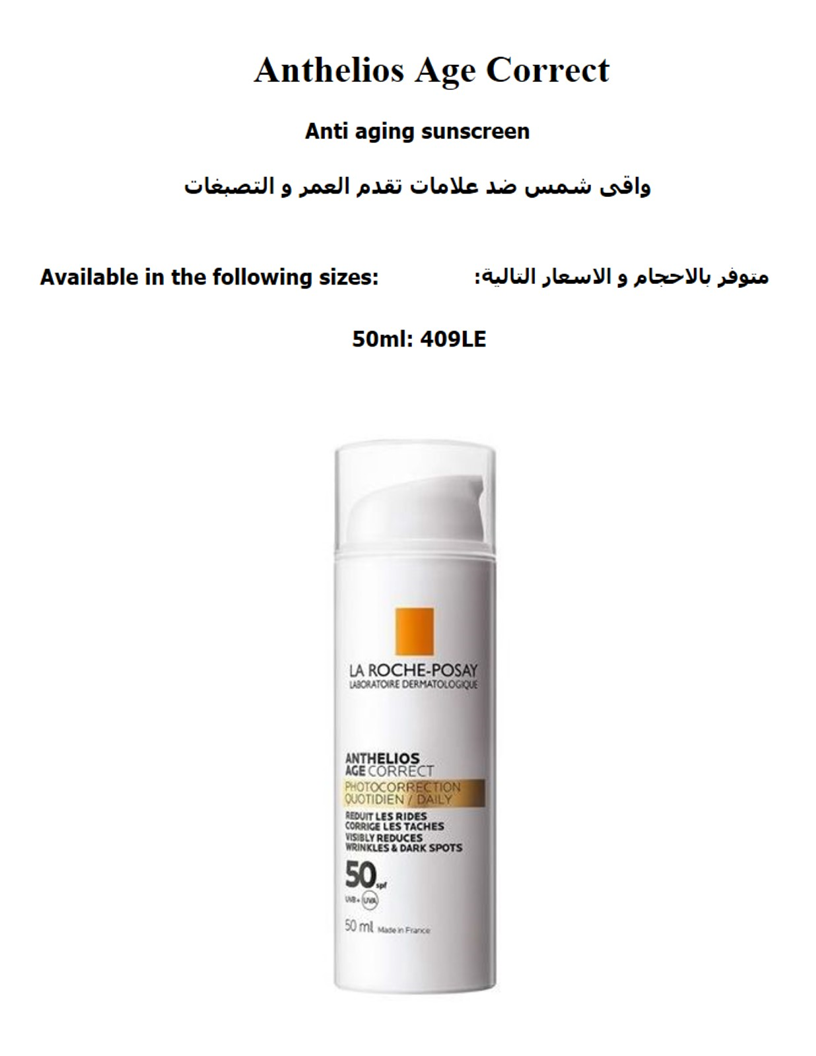 Anthelios Age Correct
Anti aging sunscreen
واقى شمس ضد علامات تقدم العمر و التصبغات
Available in the following sizes:
متوفر بالاحجام و الاسعار التالية:
50ml: 409LE
LA ROCHE-POSAY
LABORATOIRE DERMATOLOGIQUE
ANTHELIOS
AGE CORRECT
PHOTOCORRECTION
QUOTIDIEN / DAILY
REDUIT LES RIDES
CORRIGE LES TACHES
VISIBLY REDUCES
WRINKLES & DARK SPOTS
50 spf
UVB + UVA
50 ml Made in France